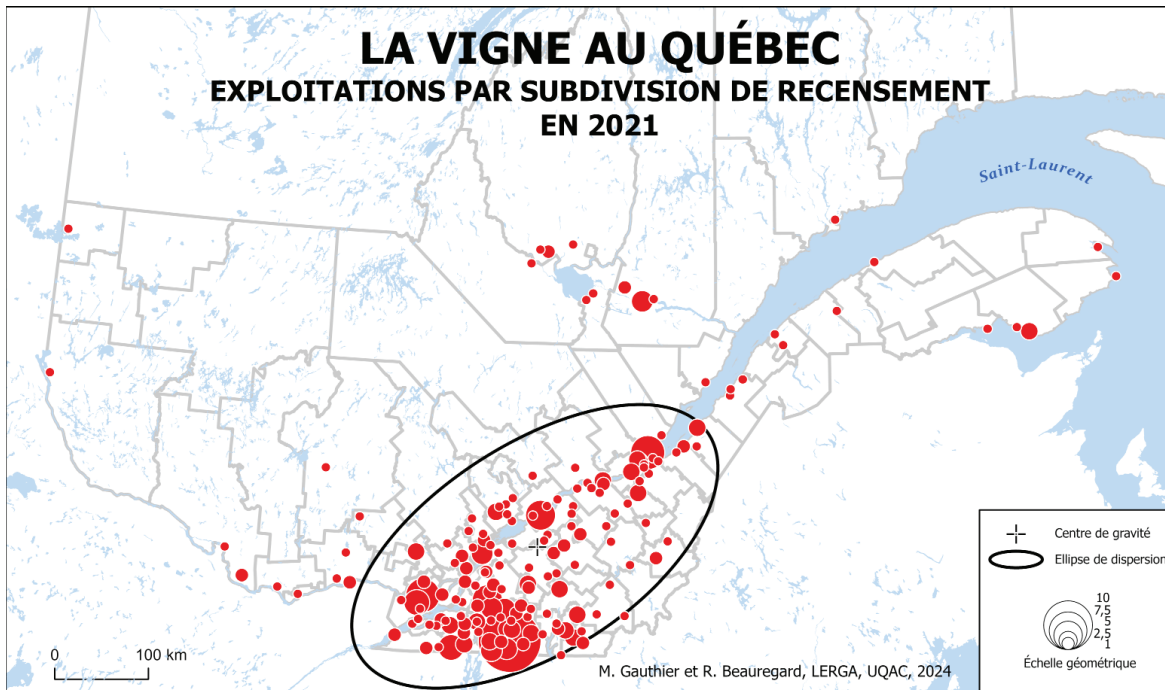 LA VIGNE AU QUÉBEC
EXPLOITATIONS PAR SUBDIVISION DE RECENSEMENT
EN 2021
Saint-Laurent
Centre de gravité
Ellipse de dispersion
10
7,5
5
2,5
1
Échelle géométrique
0 100 km
M. Gauthier et R. Beauregard, LERGA, UQAC, 2024